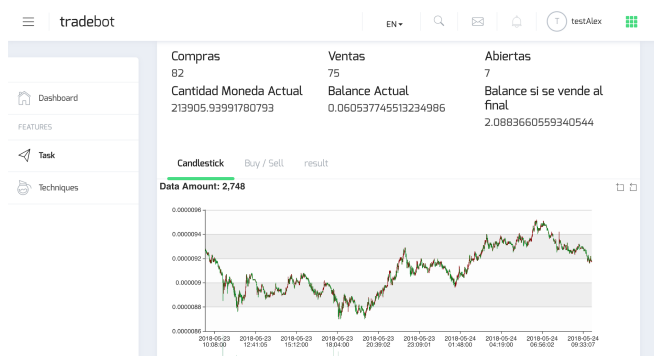 tradebot
EN
T testAlex
Compras Ventas Abiertas
82 75 7
Cantidad Moneda Actual Balance Actual Balance si se vende al final
213905.93991780793 0.060537745513234986 2.0883660559340544
Dashboard
FEATURES
Task
Techniques
Candlestick Buy / Sell result
Data Amount: 2,748
0.0000096
0.0000094
0.0000092
0.000009
0.0000088
0.0000086
2018-05-23 2018-05-23 2018-05-23 2018-05-23 2018-05-23 2018-05-23 2018-05-24 2018-05-24 2018-05-24 2018-05-24
10:08:00 12:41:05 15:12:00 18:04:00 20:39:02 23:09:01 01:48:00 04:19:00 06:56:02 09:33:07